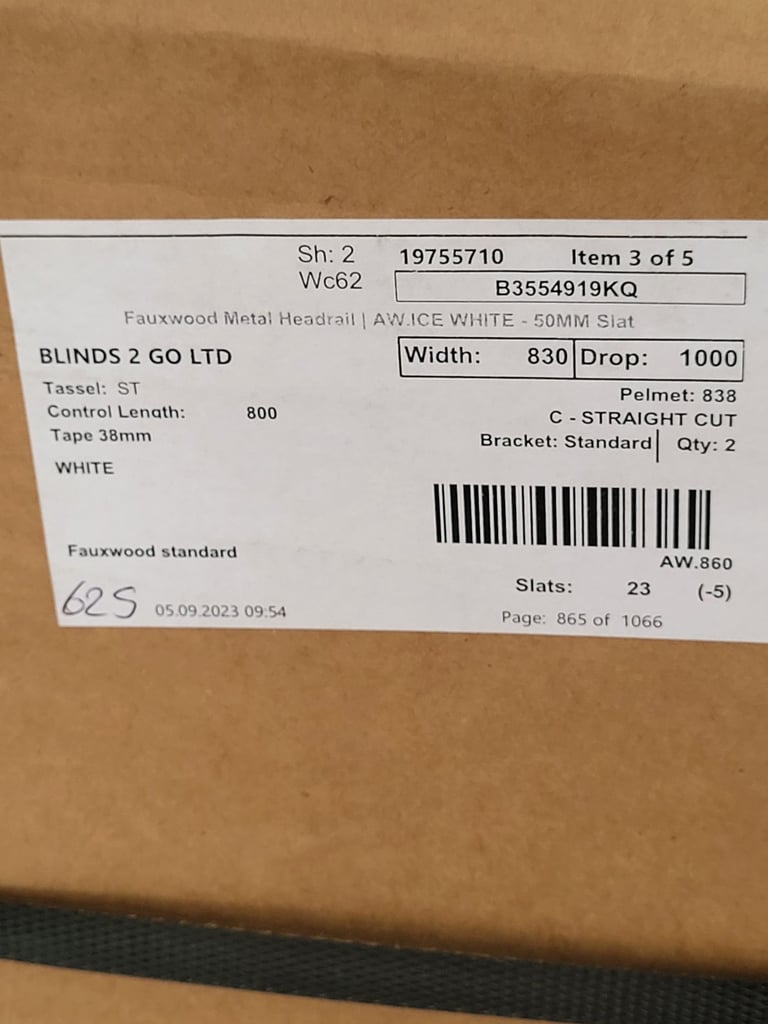 Sh: 2 19755710 Item 3 of 5
Wc62 B3554919KQ
Fauxwood Metal Headrail | AW.ICE WHITE - 50MM Slat
BLINDS 2 GO LTD Width: 830 Drop: 1000
Tassel: ST Pelmet: 838
Control Length: 800 C - STRAIGHT CUT
Tape 38mm Bracket: Standard Qty: 2
WHITE
Fauxwood standard AW.860
Slats: 23 (-5)
62S 05.09.2023 09:54 Page: 865 of 1066